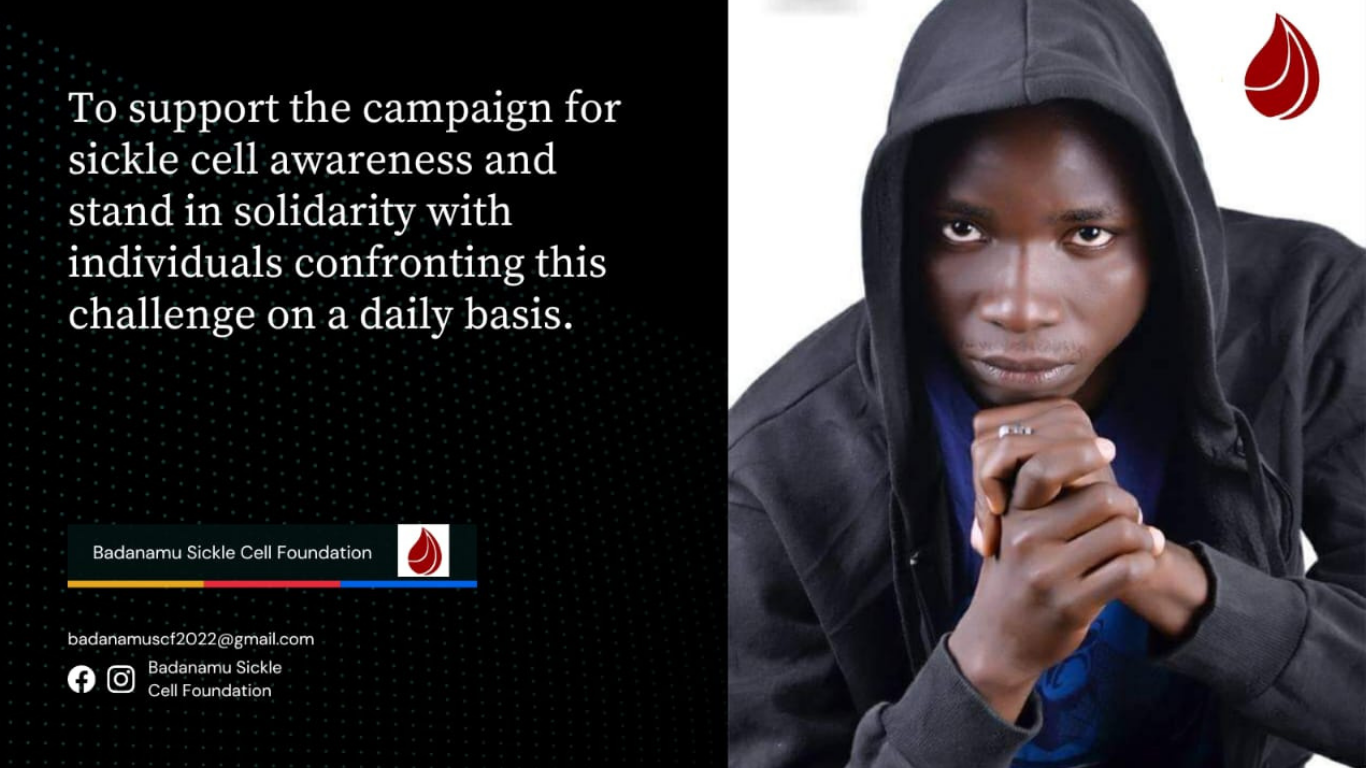 To support the campaign for
sickle cell awareness and
stand in solidarity with
individuals confronting this
challenge on a daily basis.
Badanamu Sickle Cell Foundation
badanamuscf2022@gmail.com
Badanamu Sickle
Cell Foundation